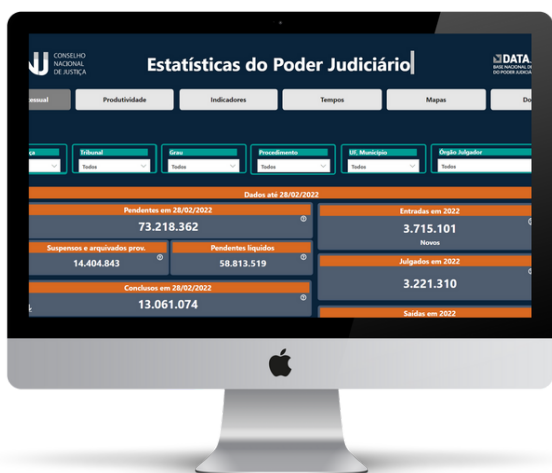 CONSELHO
NACIONAL
DE JUSTIÇA
Estatísticas do Poder Judiciário
DATA.
BASE NACIONAL DE
DO PODER JUDICIÁRIO
Produtividade
Indicadores
Tempos
Mapas
Tribunal
Grau
Procedimento
UF, Município
Órgão Julgador
Todos
Todos
Todos
Todos
Todos
Dados até 28/02/2022
Pendentes em 28/02/2022
73.218.362
Entradas em 2022
3.715.101
Novos
Suspensos e arquivados prov.
14.404.843
Pendentes líquidos
58.813.519
Julgados em 2022
3.221.310
Conclusos em 28/02/2022
13.061.074
Saídas em 2022